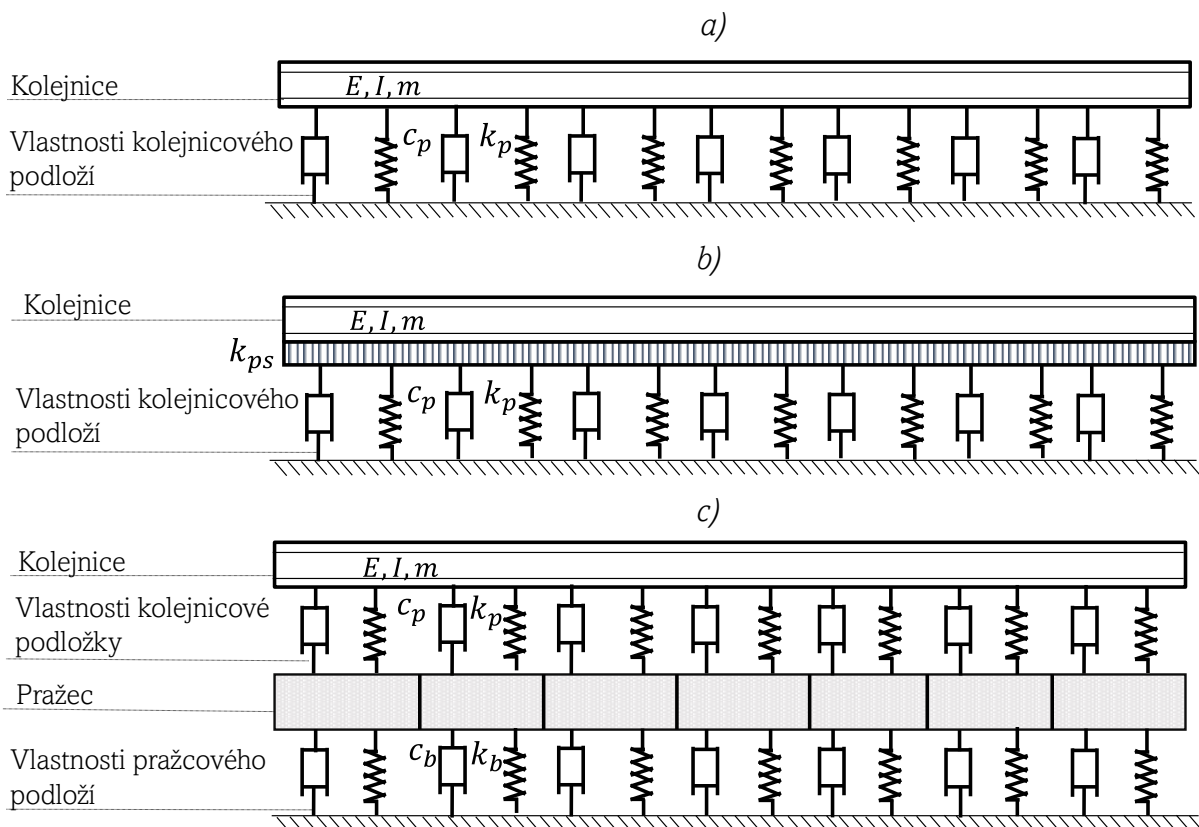 a)
Kolejnice
E, I, m
Vlastnosti kolejnicového
podloží
c_p
k_p
b)
Kolejnice
E, I, m
k_ps
Vlastnosti kolejnicového
podloží
c_p
k_p
c)
Kolejnice
E, I, m
Vlastnosti kolejnicové
podložky
c_p
k_p
Pražec
Vlastnosti pražcového
podloží
c_b
k_b